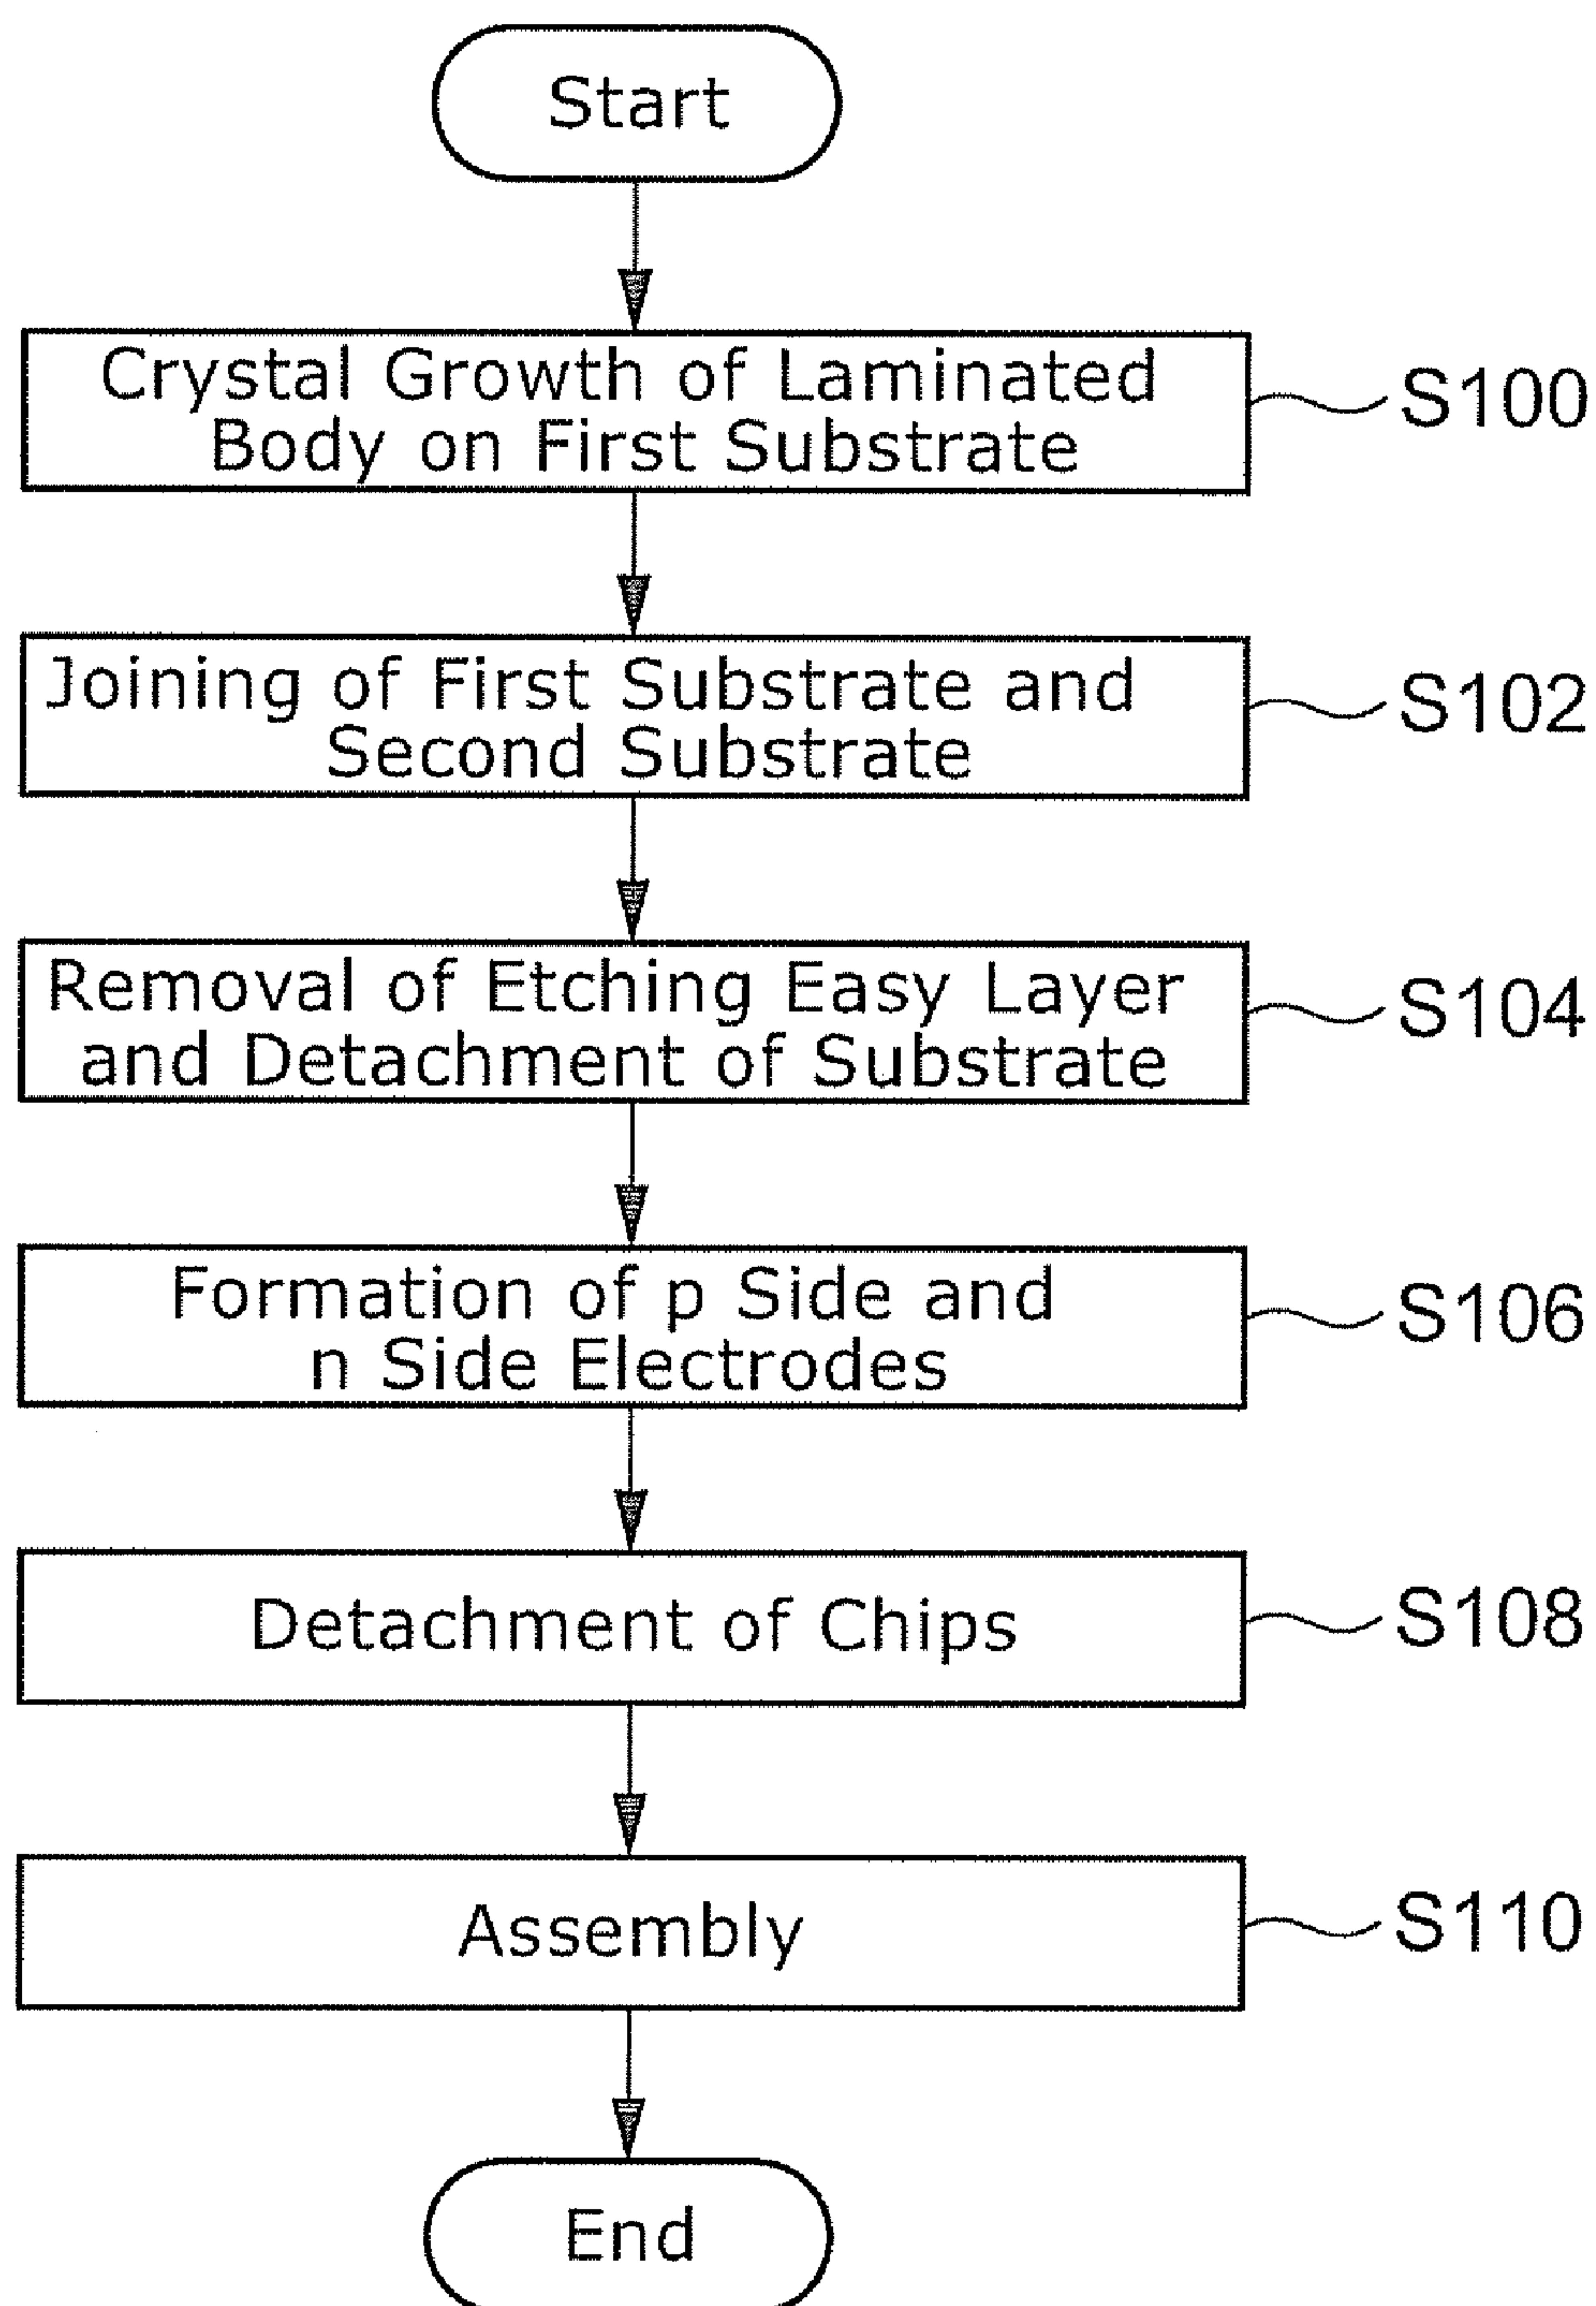 Start
Crystal Growth of Laminated
Body on First Substrate
S100
Joining of First Substrate and
Second Substrate
S102
Removal of Etching Easy Layer
and Detachment of Substrate
S104
Formation of p Side and
n Side Electrodes
S106
Detachment of Chips
S108
Assembly
S110
End